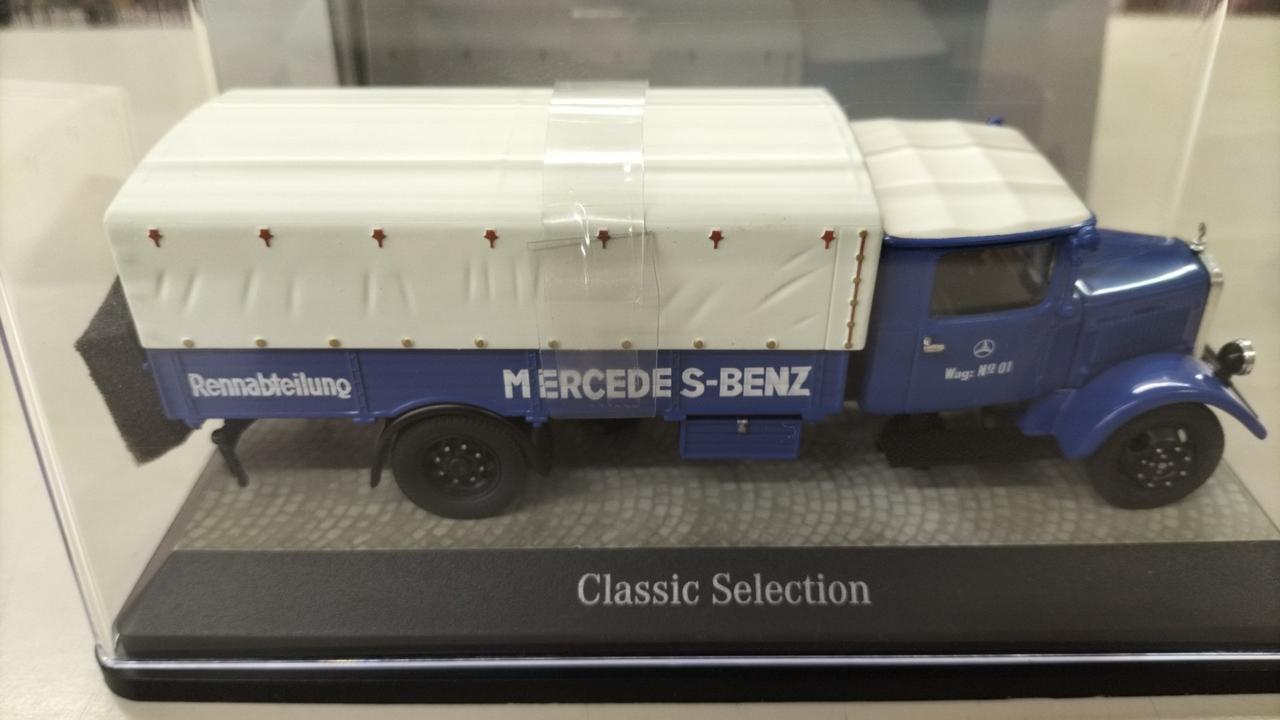 Rennabteilung
MERCEDES-BENZ
Wag: Nº 01
Classic Selection